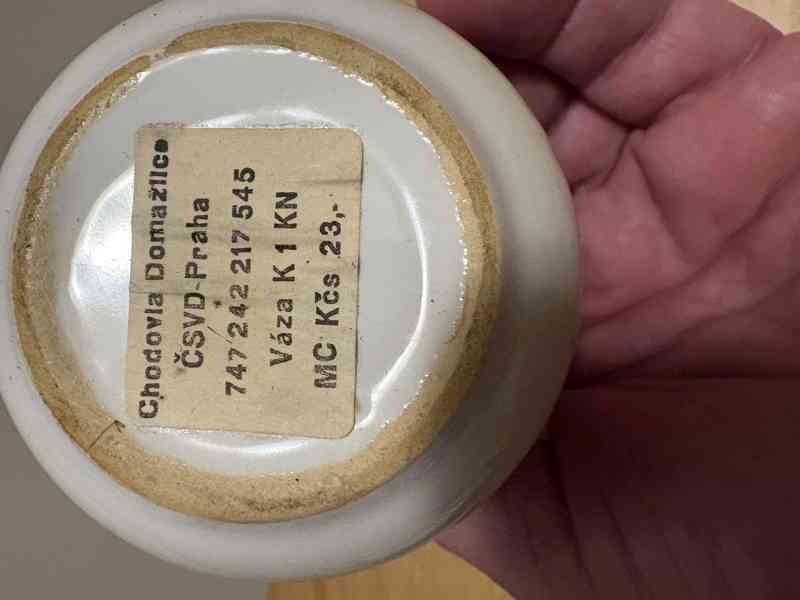 Chodovia Domažlice
ČSVD-Praha
747 242 217 545
Váza K 1 KN
MC Kčs 23,-